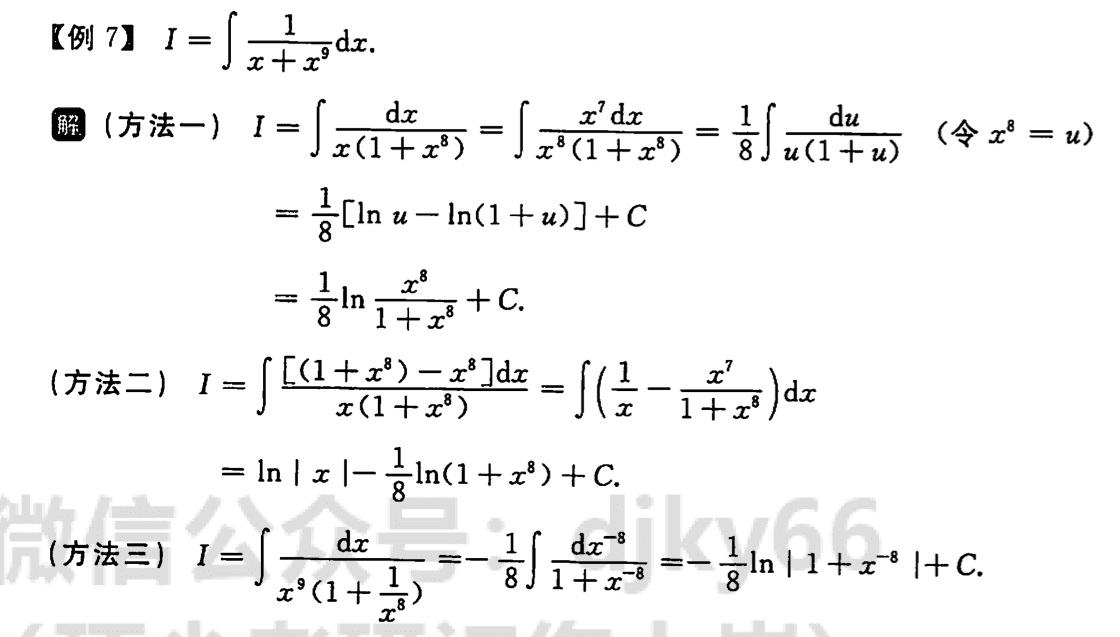 【例 7】 $I = \int \frac{1}{x + x^9} \mathrm{d}x.$
解 (方法一) $I = \int \frac{\mathrm{d}x}{x(1 + x^8)} = \int \frac{x^7 \mathrm{d}x}{x^8(1 + x^8)} = \frac{1}{8} \int \frac{\mathrm{d}u}{u(1 + u)}$ (令 $x^8 = u$)
$= \frac{1}{8}[\ln u - \ln(1 + u)] + C$
$= \frac{1}{8} \ln \frac{x^8}{1 + x^8} + C.$
(方法二) $I = \int \frac{[(1 + x^8) - x^8]\mathrm{d}x}{x(1 + x^8)} = \int \left( \frac{1}{x} - \frac{x^7}{1 + x^8} \right) \mathrm{d}x$
$= \ln | x | - \frac{1}{8} \ln(1 + x^8) + C.$
微信公众号：djky66
(方法三) $I = \int \frac{\mathrm{d}x}{x^9(1 + \frac{1}{x^8})} = -\frac{1}{8} \int \frac{\mathrm{d}x^{-8}}{1 + x^{-8}} = -\frac{1}{8} \ln | 1 + x^{-8} | + C.$